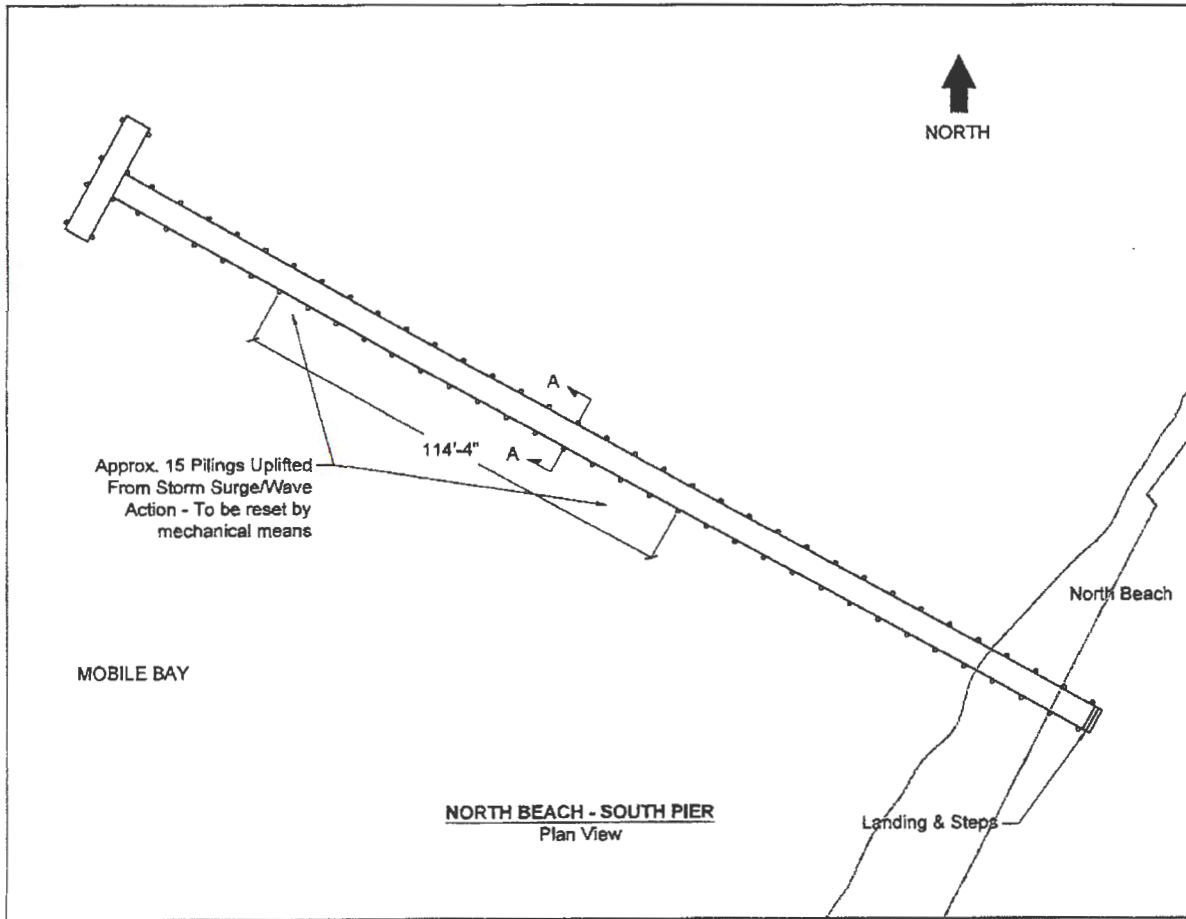 NORTH
A
A
114'-4"
Approx. 15 Pilings Uplifted
From Storm Surge/Wave
Action - To be reset by
mechanical means
North Beach
MOBILE BAY
NORTH BEACH - SOUTH PIER
Plan View
Landing & Steps